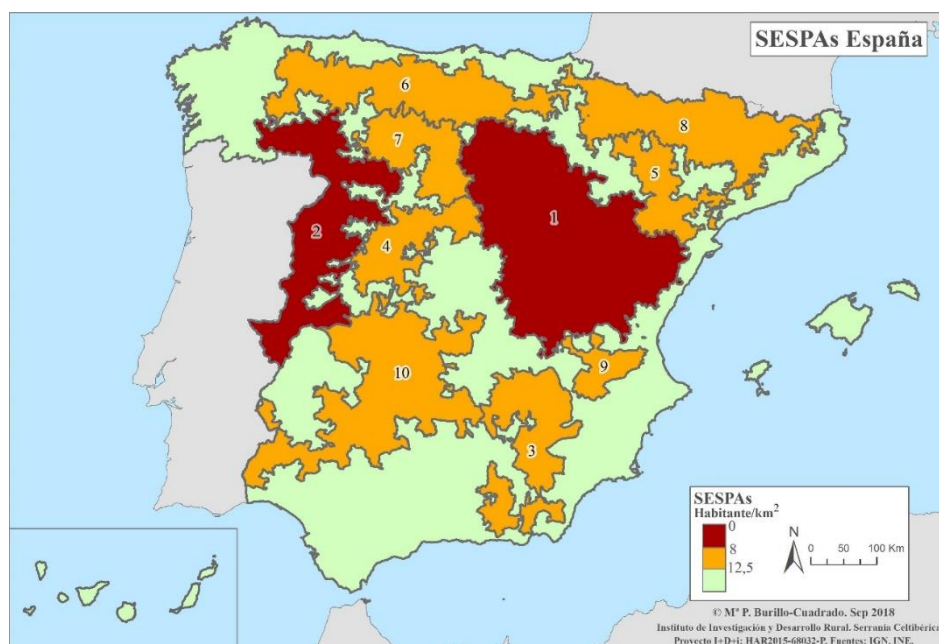 SESPAs España
6
7
8
5
1
2
4
10
9
3
SESPAs
Habitante/km²
0
8
12,5
N
0 50 100 Km
© Mª P. Burillo-Cuadrado. Sep 2018
Instituto de Investigación y Desarrollo Rural. Serranía Celtibérica
Proyecto I+D+i: HAR2015-68032-P. Fuentes: IGN, INE.